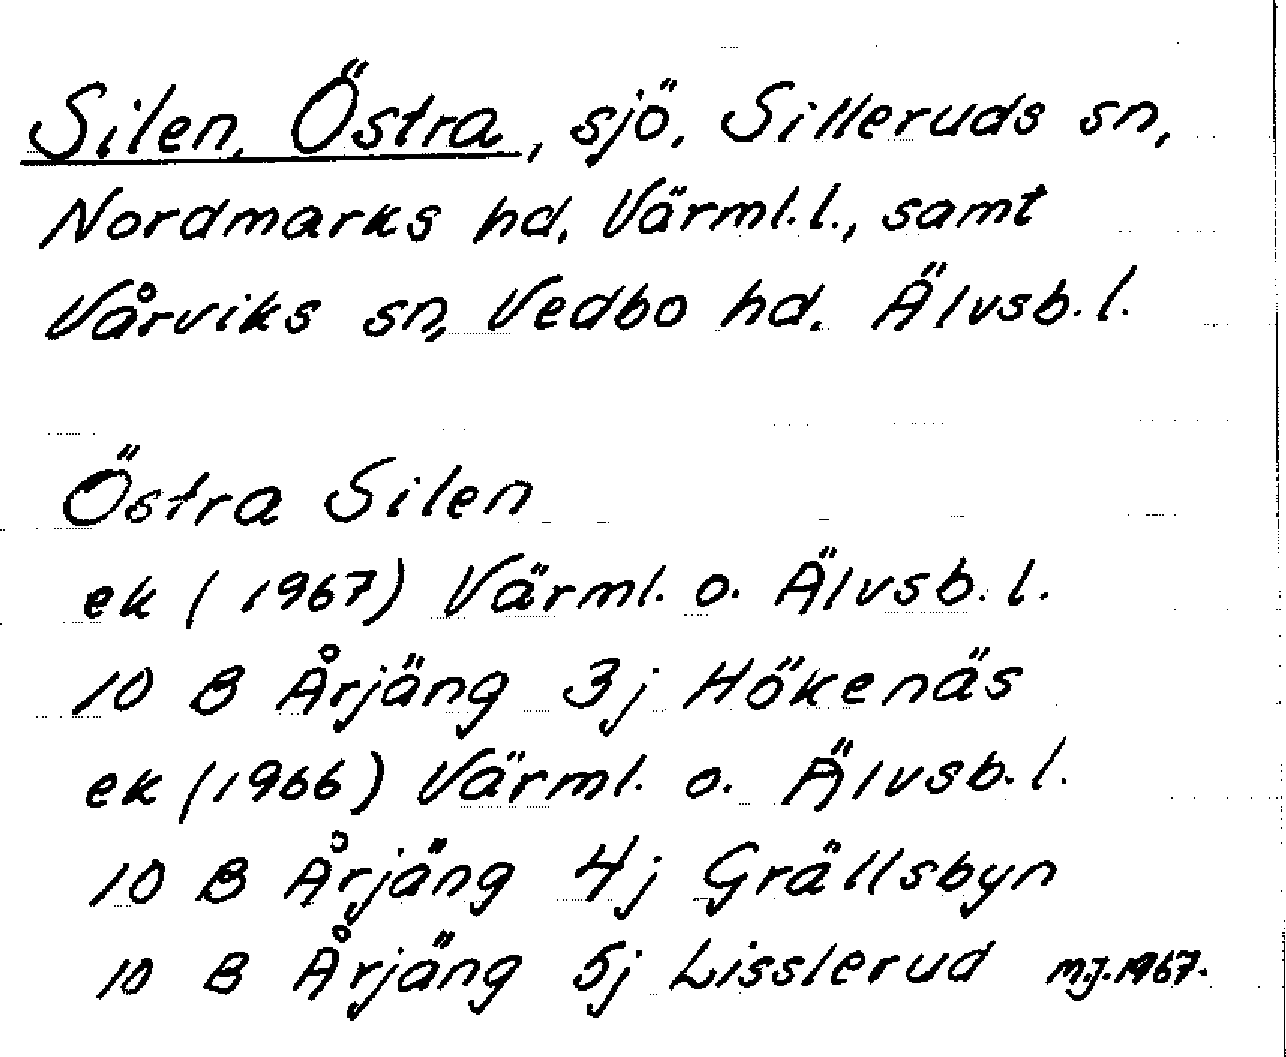 Silen, Östra, sjö, Silleruds sn,
Nordmarks hd, Värml.l., samt
Vårviks sn, Vedbo hd. Älvsb.l.
Östra Silen
ek (1967) Värml. o. Älvsb.l.
10 B Årjäng 3j Hökenäs
ek (1966) Värml. o. Älvsb.l.
10 B Årjäng 4j Grällsbyn
10 B Årjäng 5j Lisslerud mj.1967.